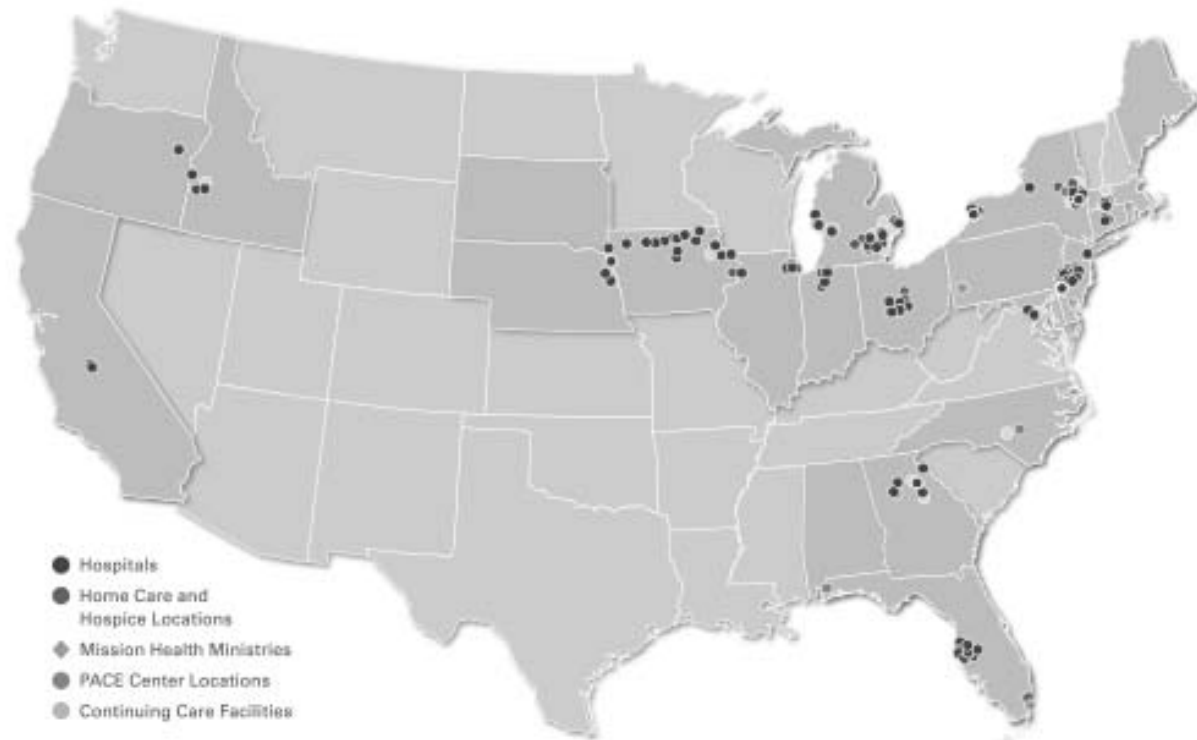 Hospitals
Home Care and
Hospice Locations
Mission Health Ministries
PACE Center Locations
Continuing Care Facilities